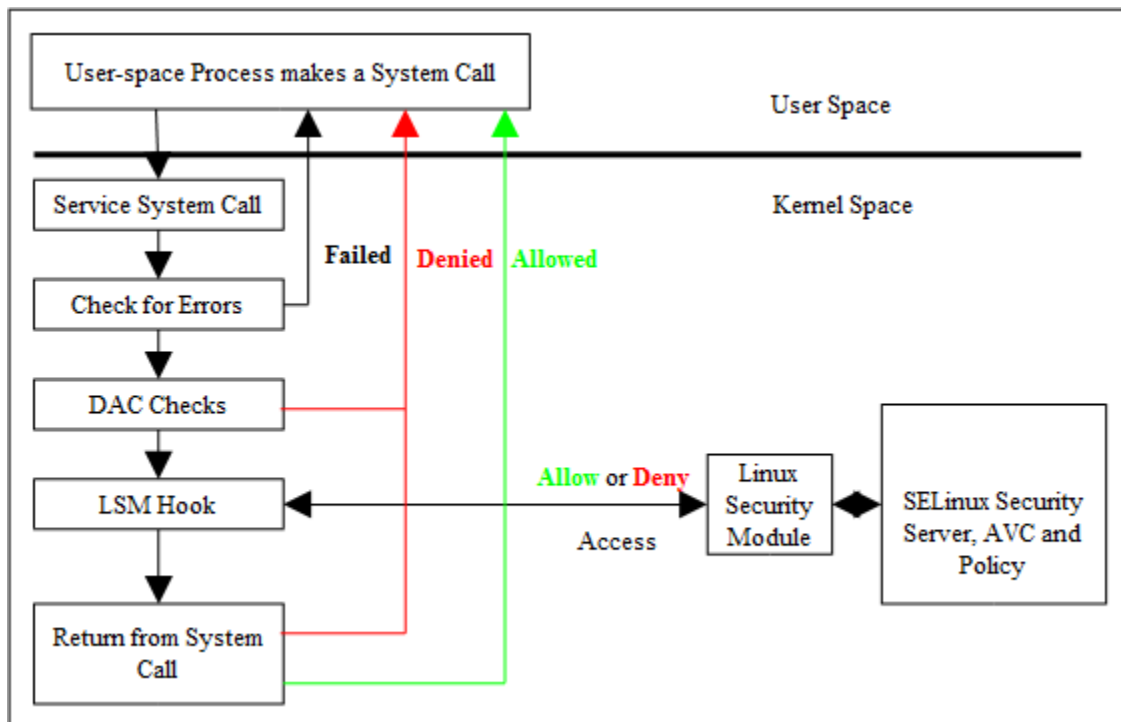 User-space Process makes a System Call
User Space
Service System Call
Kernel Space
Failed
Denied
Allowed
Check for Errors
DAC Checks
Allow or Deny
LSM Hook
Access
Linux
Security
Module
SELinux Security
Server, AVC and
Policy
Return from System
Call